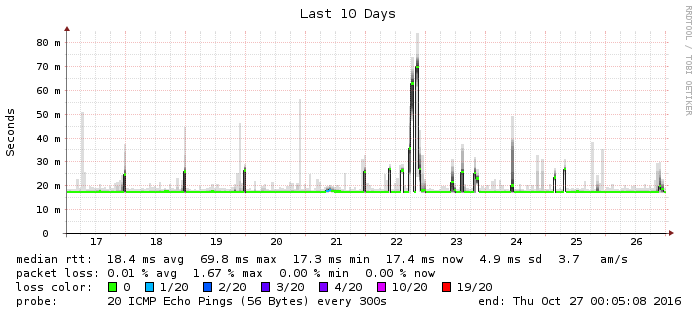 Last 10 Days
RRDTOOL / TOBI OETIKER
Seconds
80 m
70 m
60 m
50 m
40 m
30 m
20 m
10 m
0
17 18 19 20 21 22 23 24 25 26
median rtt: 18.4 ms avg 69.8 ms max 17.3 ms min 17.4 ms now 4.9 ms sd 3.7 am/s
packet loss: 0.01 % avg 1.67 % max 0.00 % min 0.00 % now
loss color: 0 1/20 2/20 3/20 4/20 10/20 19/20
probe: 20 ICMP Echo Pings (56 Bytes) every 300s end: Thu Oct 27 00:05:08 2016